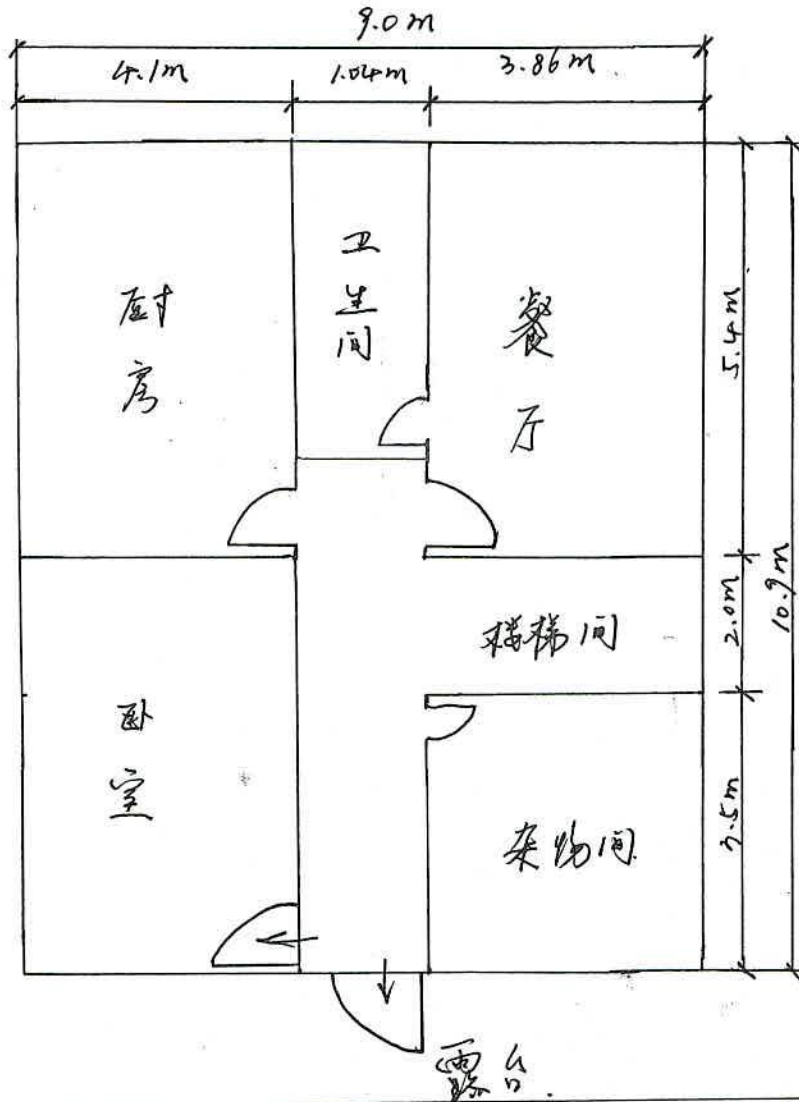 9.0m
4.1m
1.04m
3.86m
厨房
卫生间
餐厅
5.4m
10.9m
2.0m
楼梯间
卧室
杂物间
3.5m
露台